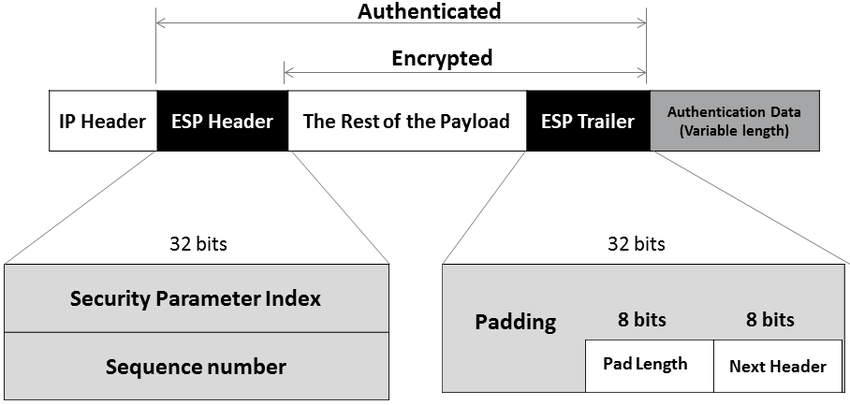 Authenticated
Encrypted
IP Header
ESP Header
The Rest of the Payload
ESP Trailer
Authentication Data
(Variable length)
32 bits
Security Parameter Index
Sequence number
32 bits
Padding
8 bits
8 bits
Pad Length
Next Header